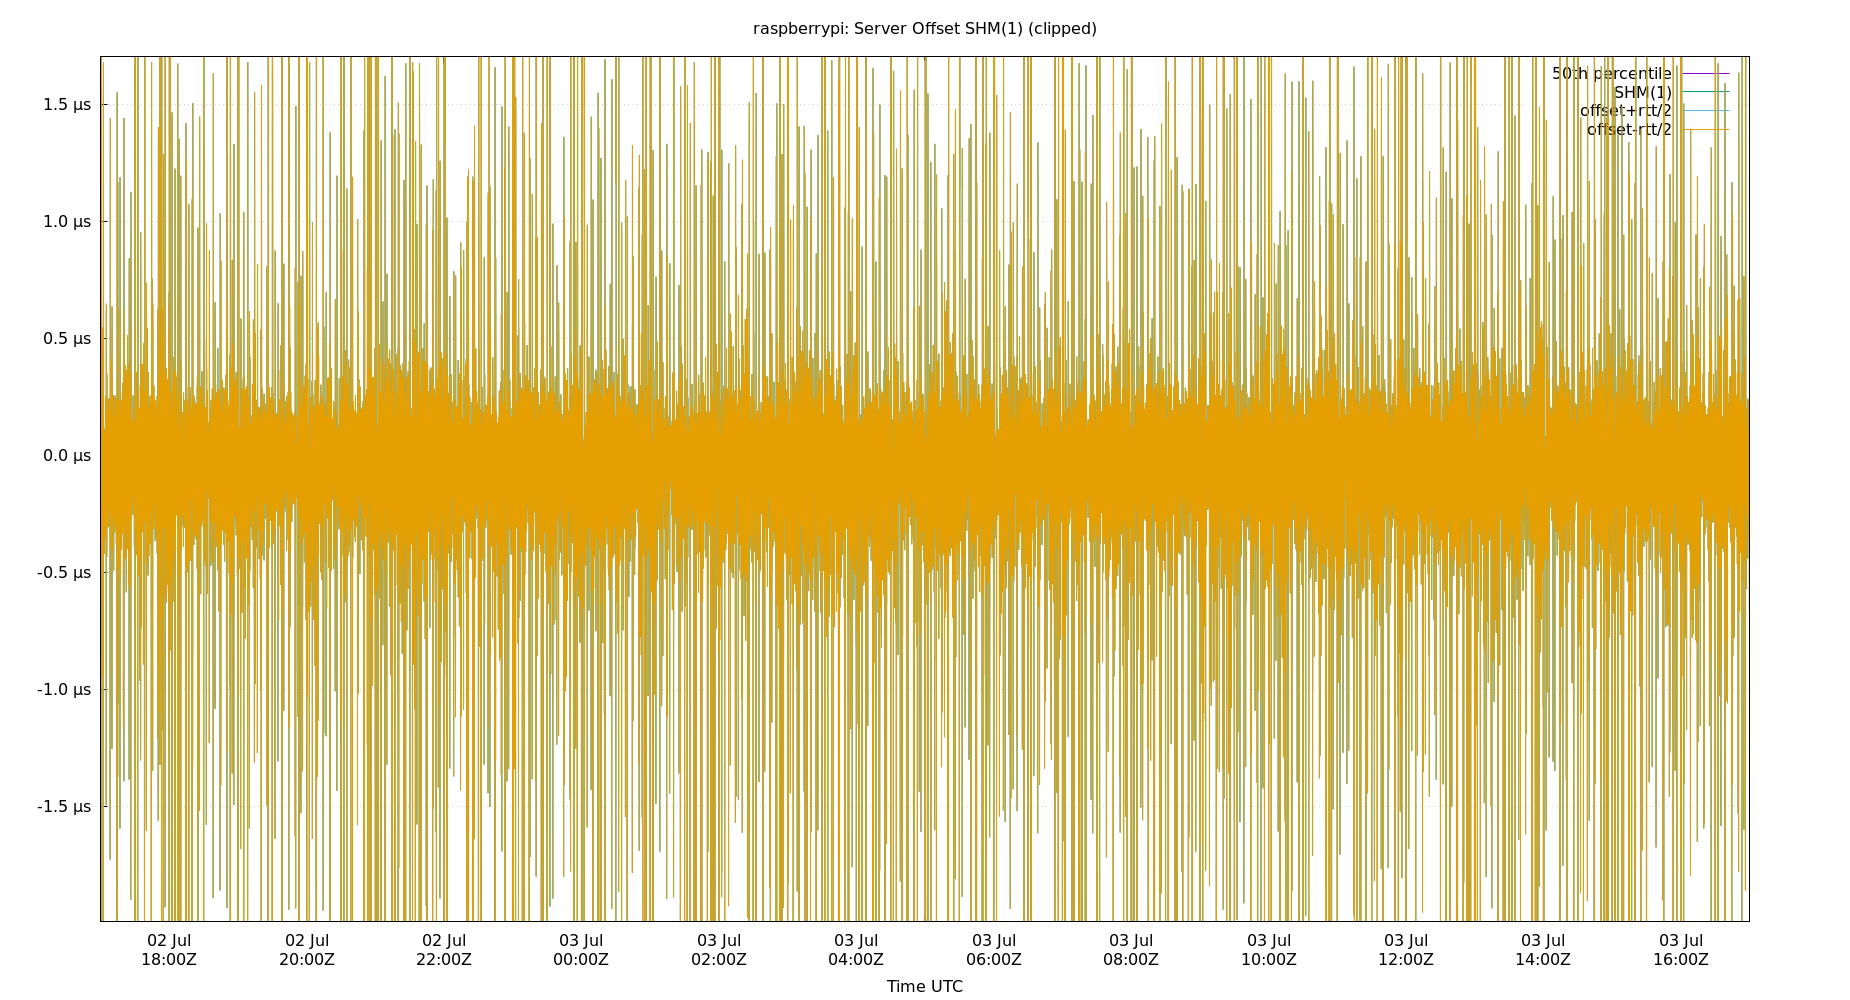 raspberrypi: Server Offset SHM(1) (clipped)
50th percentile
SHM(1)
offset+rtt/2
offset-rtt/2
1.5 µs
1.0 µs
0.5 µs
0.0 µs
-0.5 µs
-1.0 µs
-1.5 µs
02 Jul 02 Jul 02 Jul 03 Jul 03 Jul 03 Jul 03 Jul 03 Jul 03 Jul 03 Jul 03 Jul 03 Jul
18:00Z 20:00Z 22:00Z 00:00Z 02:00Z 04:00Z 06:00Z 08:00Z 10:00Z 12:00Z 14:00Z 16:00Z
Time UTC